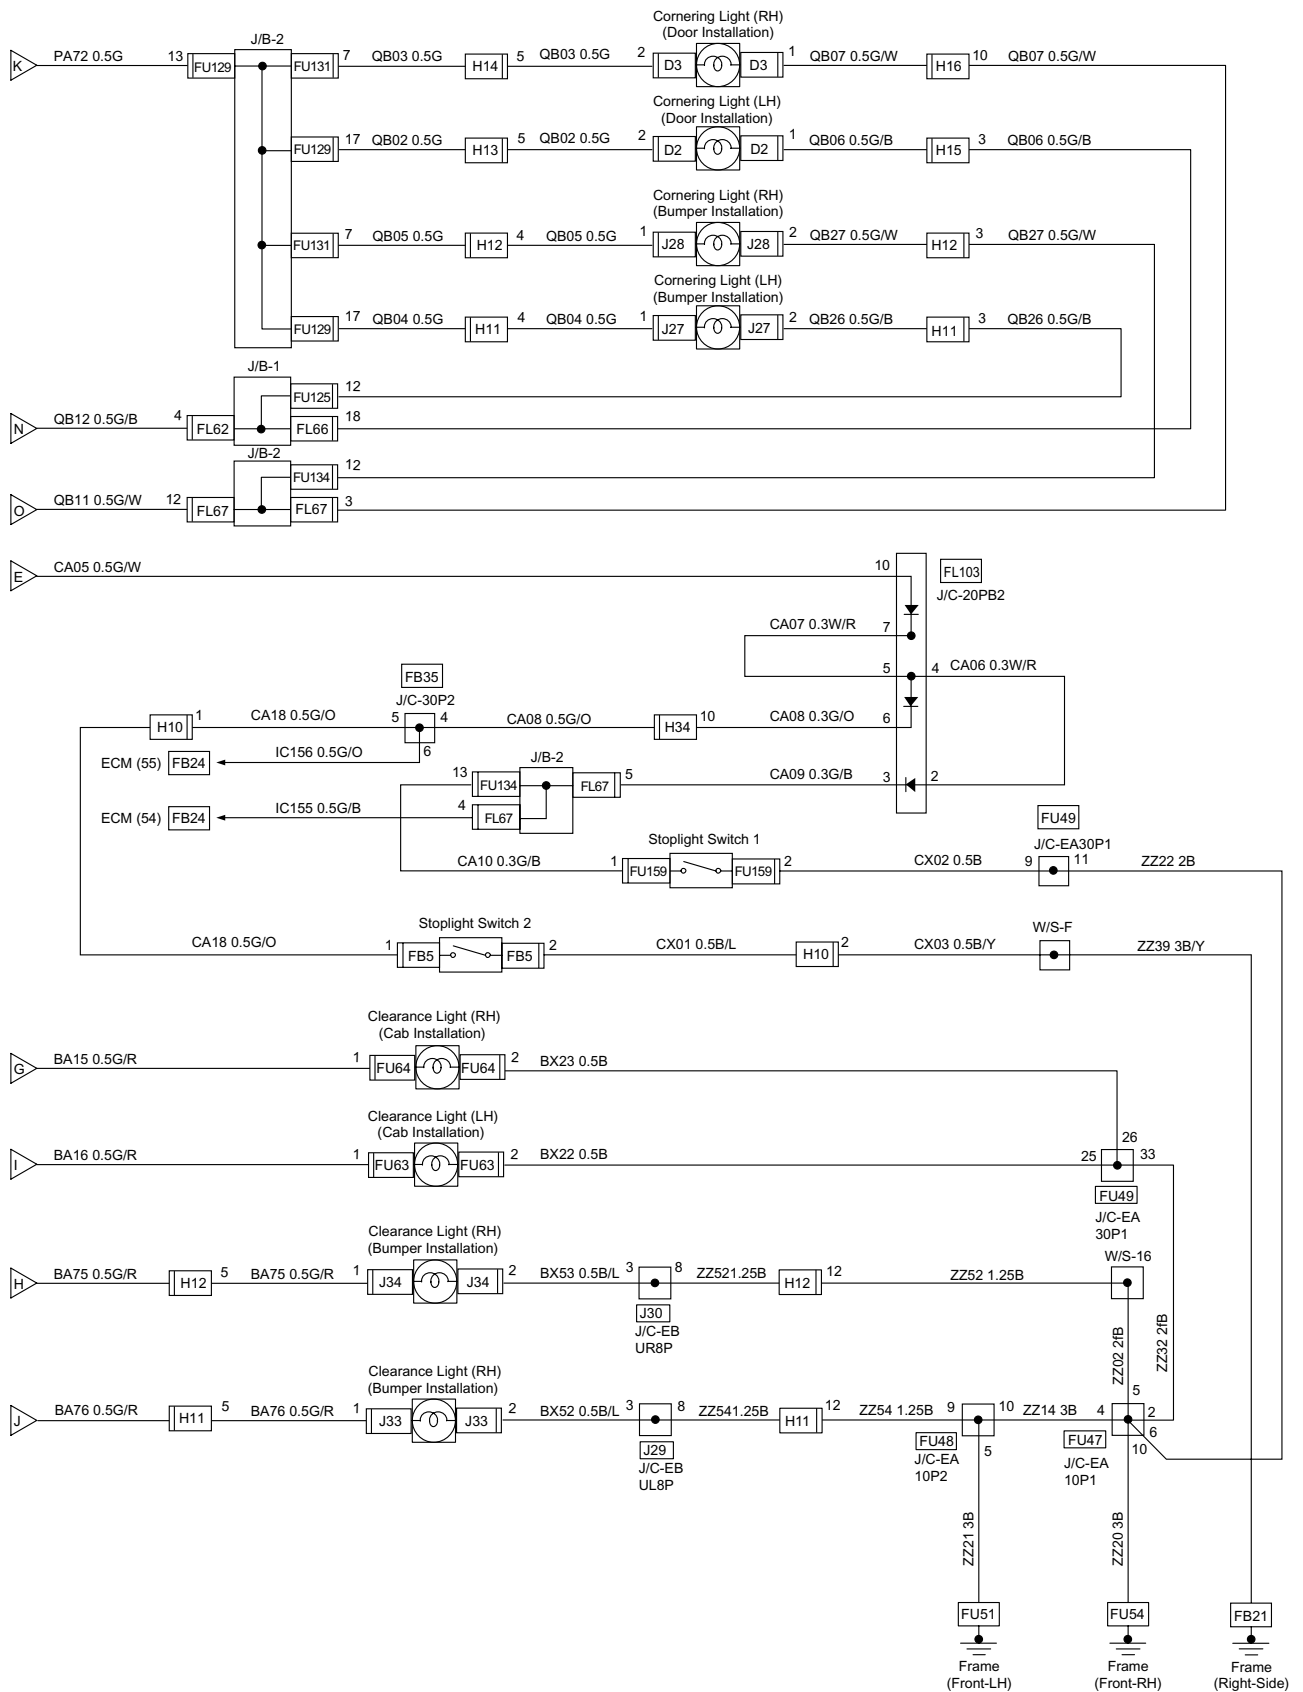 Cornering Light (RH)
(Door Installation)
K PA72 0.5G 13 FU129 J/B-2 FU131 7 QB03 0.5G H14 5 QB03 0.5G 2 D3 D3 1 QB07 0.5G/W H16 10 QB07 0.5G/W
Cornering Light (LH)
(Door Installation)
FU129 17 QB02 0.5G H13 5 QB02 0.5G 2 D2 D2 1 QB06 0.5G/B H15 3 QB06 0.5G/B
Cornering Light (RH)
(Bumper Installation)
FU131 7 QB05 0.5G H12 4 QB05 0.5G 1 J28 J28 2 QB27 0.5G/W H12 3 QB27 0.5G/W
Cornering Light (LH)
(Bumper Installation)
FU129 17 QB04 0.5G H11 4 QB04 0.5G 1 J27 J27 2 QB26 0.5G/B H11 3 QB26 0.5G/B
J/B-1
FU125 12
N QB12 0.5G/B 4 FL62 FL66 18
J/B-2
FU134 12
O QB11 0.5G/W 12 FL67 FL67 3
E CA05 0.5G/W 10 FL103
J/C-20PB2
CA07 0.3W/R 7
5 4 CA06 0.3W/R
FB35
J/C-30P2
H10 1 CA18 0.5G/O 5 4 CA08 0.5G/O H34 10 CA08 0.3G/O 6
ECM (55) FB24 IC156 0.5G/O 6
J/B-2
13 FU134 FL67 5 CA09 0.3G/B 3 2
ECM (54) FB24 IC155 0.5G/B 4 FL67
FU49
J/C-EA30P1
Stoplight Switch 1
CA10 0.3G/B 1 FU159 FU159 2 CX02 0.5B 9 11 ZZ22 2B
Stoplight Switch 2
W/S-F
CA18 0.5G/O 1 FB5 FB5 2 CX01 0.5B/L H10 2 CX03 0.5B/Y ZZ39 3B/Y
Clearance Light (RH)
(Cab Installation)
G BA15 0.5G/R 1 FU64 FU64 2 BX23 0.5B
Clearance Light (LH)
(Cab Installation)
26
I BA16 0.5G/R 1 FU63 FU63 2 BX22 0.5B 25 33
FU49
J/C-EA
30P1
Clearance Light (RH)
(Bumper Installation)
W/S-16
H BA75 0.5G/R H12 5 BA75 0.5G/R 1 J34 J34 2 BX53 0.5B/L 3 8 ZZ521.25B H12 12 ZZ52 1.25B
J30
J/C-EB
UR8P
ZZ02 2fB
ZZ32 2fB
Clearance Light (RH)
(Bumper Installation)
5
J BA76 0.5G/R H11 5 BA76 0.5G/R 1 J33 J33 2 BX52 0.5B/L 3 8 ZZ541.25B H11 12 ZZ54 1.25B 9 10 ZZ14 3B 4 2
6
J29
J/C-EB
UL8P
FU48
J/C-EA
10P2
5
FU47
J/C-EA
10P1
10
ZZ21 3B
ZZ20 3B
FU51
FU54
FB21
Frame
(Front-LH)
Frame
(Front-RH)
Frame
(Right-Side)